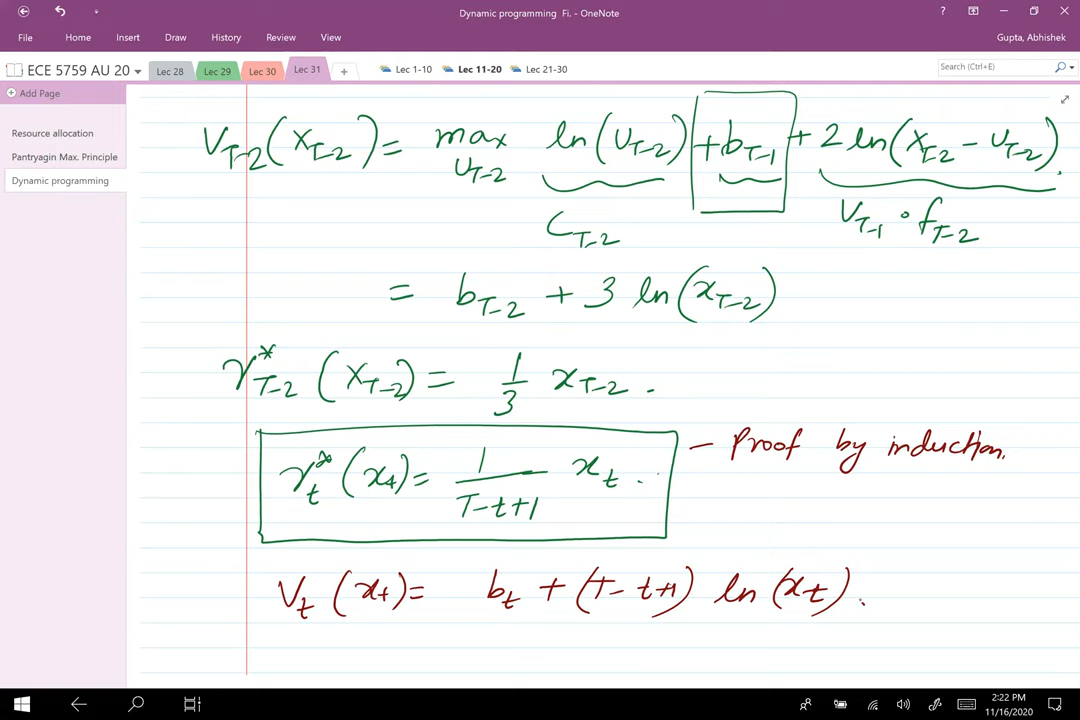 Dynamic programming Fi. - OneNote
File Home Insert Draw History Review View
Gupta, Abhishek
ECE 5759 AU 20
Lec 28 Lec 29 Lec 30 Lec 31 +
Lec 1-10 Lec 11-20 Lec 21-30
Search (Ctrl+E)
Add Page
Resource allocation
Pantryagin Max. Principle
Dynamic programming
V_{T-2}(x_{T-2}) = max_{u_{T-2}} ln(u_{T-2}) + b_{T-1} + 2 ln(x_{T-2} - u_{T-2}).
C_{T-2} V_{T-1} ∘ f_{T-2}
= b_{T-2} + 3 ln(x_{T-2})
γ*_{T-2}(x_{T-2}) = 1/3 x_{T-2}.
γ*_t(x_t) = 1/(T-t+1) x_t. - Proof by induction.
V_t(x_t) = b_t + (T-t+1) ln(x_t).
2:22 PM
11/16/2020